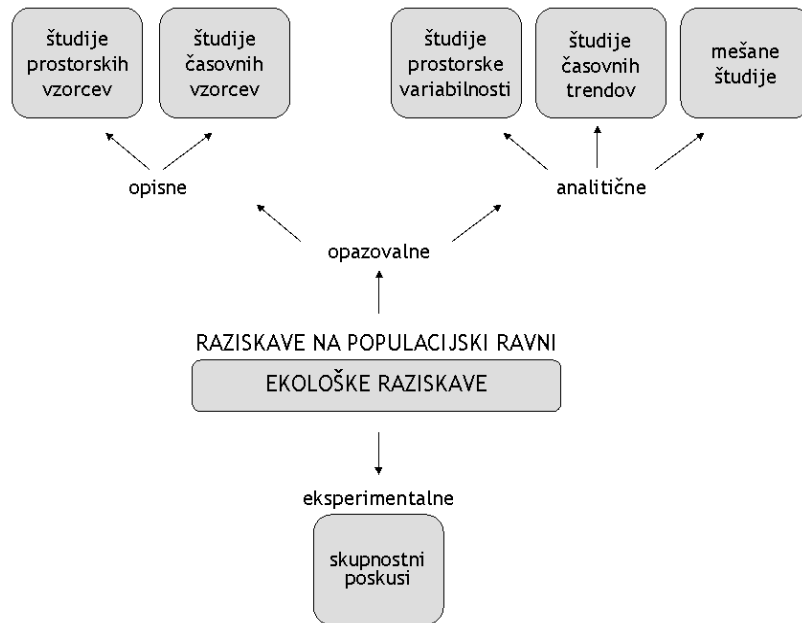 študije
prostorskih
vzorcev
študije
časovnih
vzorcev
študije
prostorske
variabilnosti
študije
časovnih
trendov
mešane
študije
opisne
analitične
opazovalne
RAZISKAVE NA POPULACIJSKI RAVNI
EKOLOŠKE RAZISKAVE
eksperimentalne
skupnostni
poskusi